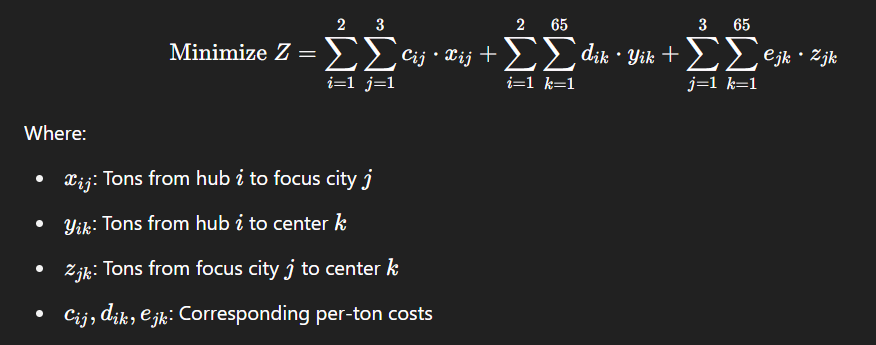 Minimize Z = \sum_{i=1}^{2} \sum_{j=1}^{3} c_{ij} \cdot x_{ij} + \sum_{i=1}^{2} \sum_{k=1}^{65} d_{ik} \cdot y_{ik} + \sum_{j=1}^{3} \sum_{k=1}^{65} e_{jk} \cdot z_{jk}
Where:
• x_{ij}: Tons from hub i to focus city j
• y_{ik}: Tons from hub i to center k
• z_{jk}: Tons from focus city j to center k
• c_{ij}, d_{ik}, e_{jk}: Corresponding per-ton costs